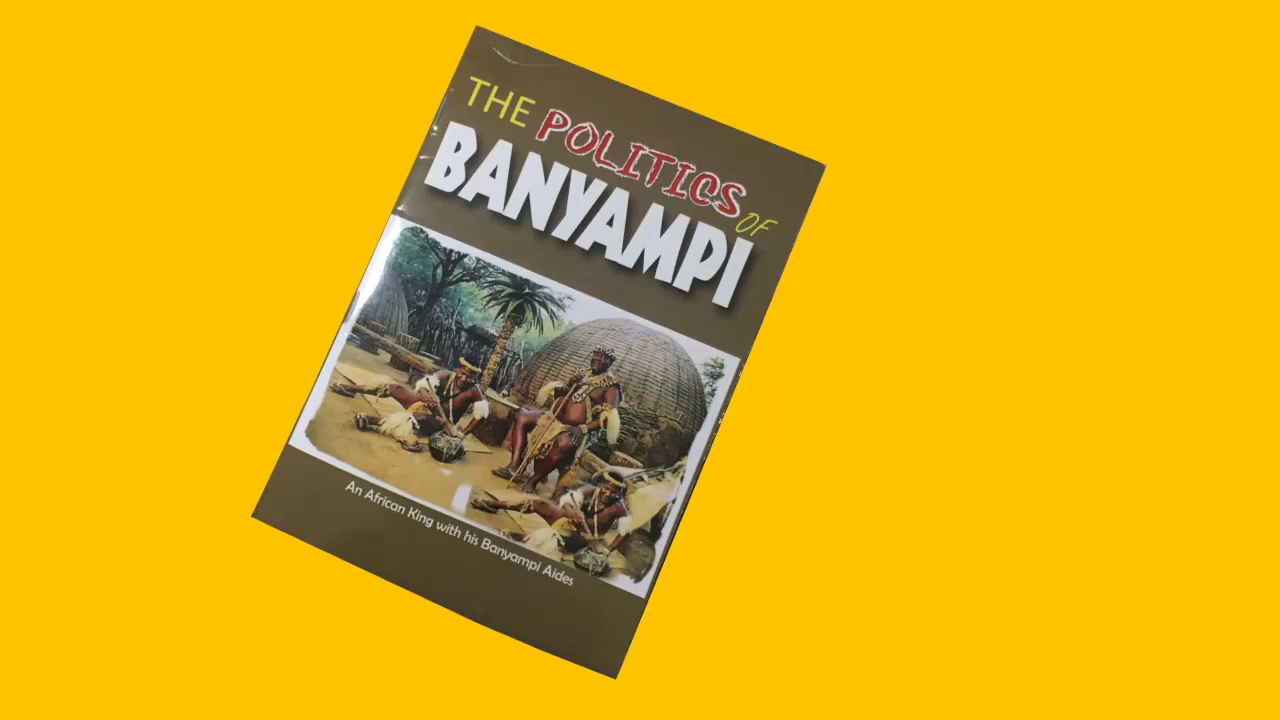 THE POLITICS OF
BANYAMPI
An African King with his Banyampi Aides